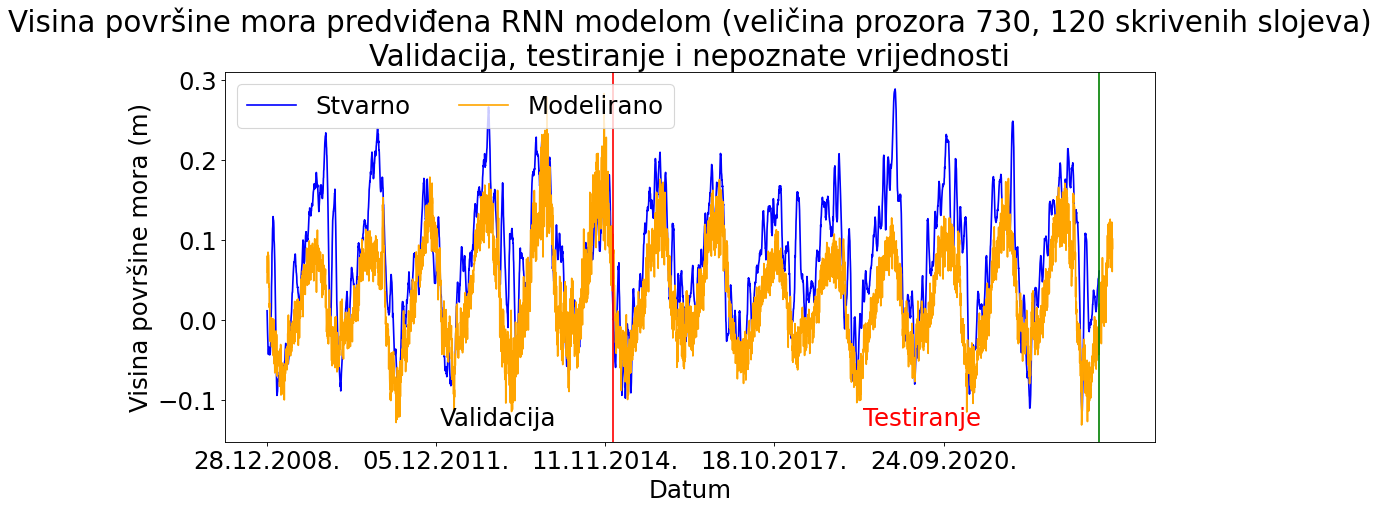 Visina površine mora predviđena RNN modelom (veličina prozora 730, 120 skrivenih slojeva)
Validacija, testiranje i nepoznate vrijednosti
Stvarno
Modelirano
Visina površine mora (m)
0.3
0.2
0.1
0.0
−0.1
Validacija
Testiranje
28.12.2008.
05.12.2011.
11.11.2014.
18.10.2017.
24.09.2020.
Datum